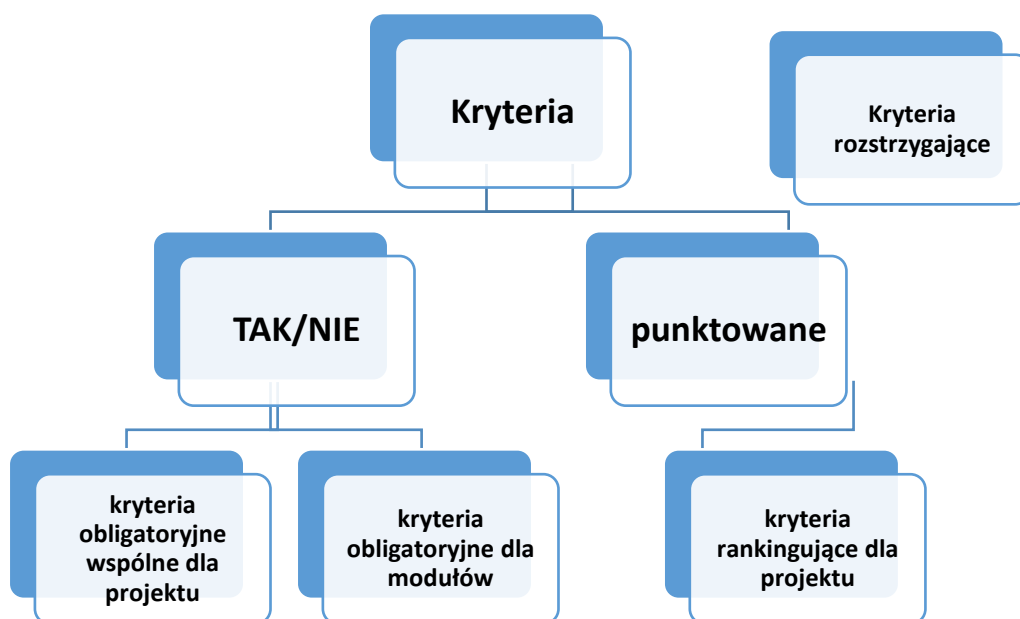 Kryteria
Kryteria
rozstrzygające
TAK/NIE
punktowane
kryteria
obligatoryjne
wspólne dla
projektu
kryteria
obligatoryjne dla
modułów
kryteria
rankingujące dla
projektu